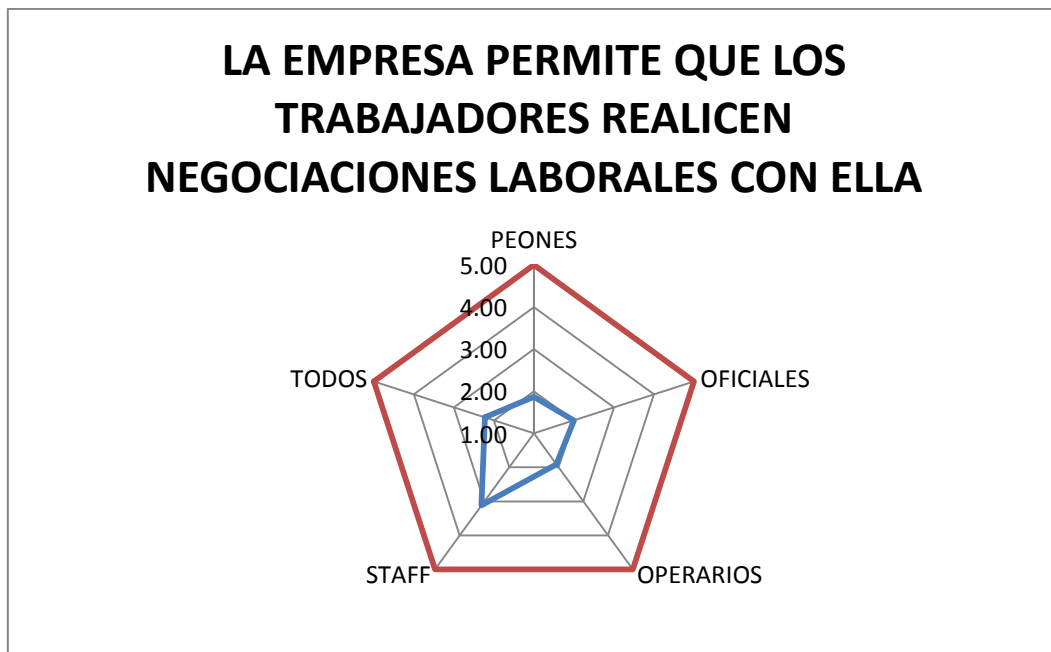 LA EMPRESA PERMITE QUE LOS
TRABAJADORES REALICEN
NEGOCIACIONES LABORALES CON ELLA
PEONES
5.00
4.00
3.00
TODOS
OFICIALES
2.00
1.00
STAFF
OPERARIOS